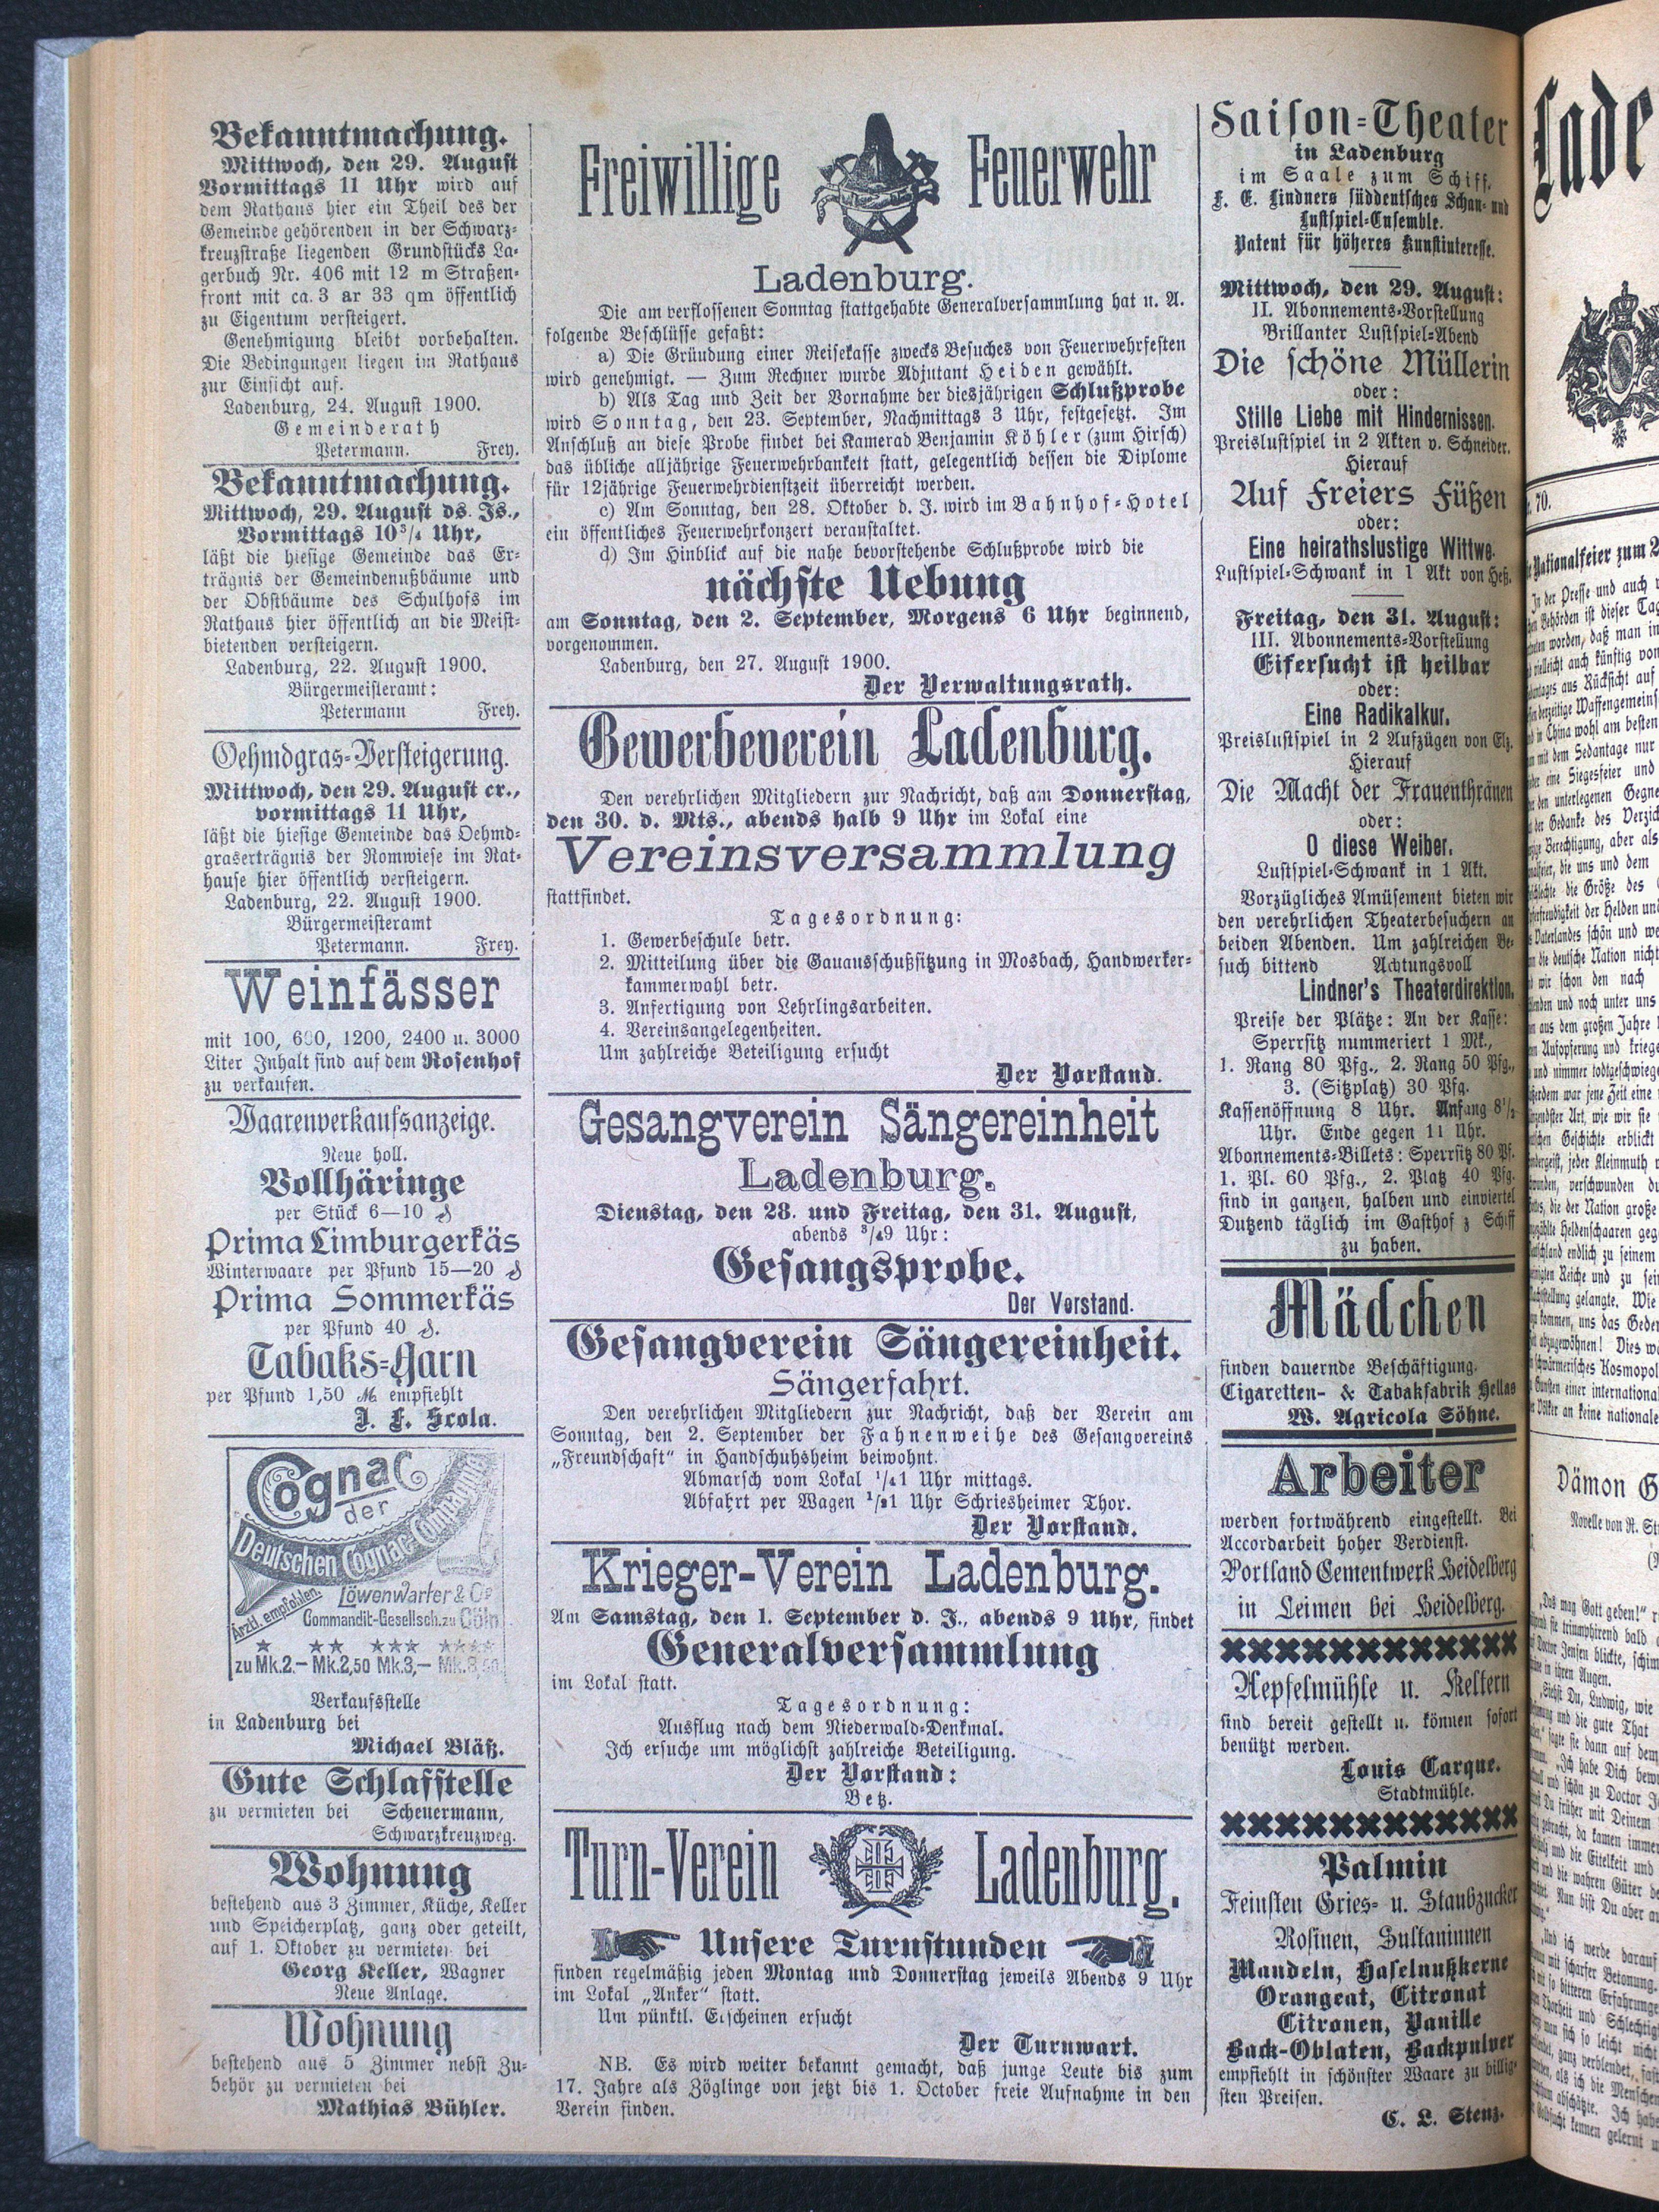 Bekanntmachung.
Mittwoch, den 29. August
Vormittags 11 Uhr wird auf
dem Rathaus hier ein Theil des der
Gemeinde gehörenden in der Schwarz-
kreuzstraße liegenden Grundstücks La-
gerbuch Nr. 406 mit 12 m Straßen-
front mit ca. 3 ar 33 qm öffentlich
zu Eigentum versteigert.
Genehmigung bleibt vorbehalten.
Die Bedingungen liegen im Rathaus
zur Einsicht auf.
Ladenburg, 24. August 1900.
Gemeinderath
Petermann. Frey.
Bekanntmachung.
Mittwoch, 29. August ds. Js.,
Vormittags 10 3/4 Uhr,
läßt die hiesige Gemeinde das Er-
trägnis der Gemeindenußbäume und
der Obstbäume des Schulhofs im
Rathaus hier öffentlich an die Meist-
bietenden versteigern.
Ladenburg, 22. August 1900.
Bürgermeisteramt:
Petermann Frey.
Oehmdgras-Versteigerung.
Mittwoch, den 29. August cr.,
vormittags 11 Uhr,
läßt die hiesige Gemeinde das Oehmd-
graserträgnis der Romwiese im Rat-
hause hier öffentlich versteigern.
Ladenburg, 22. August 1900.
Bürgermeisteramt
Petermann. Frey.
Weinfässer
mit 100, 600, 1200, 2400 u. 3000
Liter Inhalt sind auf dem Rosenhof
zu verkaufen.
Waarenverkaufsanzeige.
Neue holl.
Vollhäringe
per Stück 6—10 ₰
Prima Limburgerkäs
Winterwaare per Pfund 15—20 ₰
Prima Sommerkäs
per Pfund 40 ₰.
Tabaks-Garn
per Pfund 1,50 M empfiehlt
J. F. Scola.
Cognac
der
Deutschen Cognac-Compagnie
Löwenwarter & Cie
Ärztl. empfohlen.
Commandit-Gesellsch. zu Cöln
★ ★★ ★★★ ★★★★
zu Mk.2.– Mk.2,50 Mk.3,– Mk.3,50.
Verkaufsstelle
in Ladenburg bei
Michael Bläß.
Gute Schlafstelle
zu vermieten bei Scheuermann,
Schwarzkreuzweg.
Wohnung
bestehend aus 3 Zimmer, Küche, Keller
und Speicherplatz, ganz oder geteilt,
auf 1. Oktober zu vermieten bei
Georg Keller, Wagner
Neue Anlage.
Wohnung
bestehend aus 5 Zimmer nebst Zu-
behör zu vermieten bei
Mathias Bühler.
Freiwillige Feuerwehr
Ladenburg.
Die am verflossenen Sonntag stattgehabte Generalversammlung hat u. A.
folgende Beschlüsse gefaßt:
a) Die Gründung einer Reisekasse zwecks Besuches von Feuerwehrfesten
wird genehmigt. — Zum Rechner wurde Adjutant Heiden gewählt.
b) Als Tag und Zeit der Vornahme der diesjährigen Schlußprobe
wird Sonntag, den 23. September, Nachmittags 3 Uhr, festgesetzt. Im
Anschluß an diese Probe findet bei Kamerad Benjamin Köhler (zum Hirsch)
das übliche alljährige Feuerwehrbankett statt, gelegentlich dessen die Diplome
für 12jährige Feuerwehrdienstzeit überreicht werden.
c) Am Sonntag, den 28. Oktober d. J. wird im Bahnhof-Hotel
ein öffentliches Feuerwehrkonzert veranstaltet.
d) Im Hinblick auf die nahe bevorstehende Schlußprobe wird die
nächste Uebung
am Sonntag, den 2. September, Morgens 6 Uhr beginnend,
vorgenommen.
Ladenburg, den 27. August 1900.
Der Verwaltungsrath.
Gewerbeverein Ladenburg.
Den verehrlichen Mitgliedern zur Nachricht, daß am Donnerstag,
den 30. d. Mts., abends halb 9 Uhr im Lokal eine
Vereinsversammlung
stattfindet.
Tagesordnung:
1. Gewerbeschule betr.
2. Mitteilung über die Gauausschußsitzung in Mosbach, Handwerker-
kammerwahl betr.
3. Anfertigung von Lehrlingsarbeiten.
4. Vereinsangelegenheiten.
Um zahlreiche Beteiligung ersucht
Der Vorstand.
Gesangverein Sängereinheit
Ladenburg.
Dienstag, den 28. und Freitag, den 31. August,
abends 3/4 9 Uhr:
Gesangsprobe.
Der Vorstand.
Gesangverein Sängereinheit.
Sängerfahrt.
Den verehrlichen Mitgliedern zur Nachricht, daß der Verein am
Sonntag, den 2. September der Fahnenweihe des Gesangvereins
„Freundschaft“ in Handschuhsheim beiwohnt.
Abmarsch vom Lokal 1/4 1 Uhr mittags.
Abfahrt per Wagen 1/2 1 Uhr Schriesheimer Thor.
Der Vorstand.
Krieger-Verein Ladenburg.
Am Samstag, den 1. September d. J., abends 9 Uhr, findet
Generalversammlung
im Lokal statt.
Tagesordnung:
Ausflug nach dem Niederwald-Denkmal.
Ich ersuche um möglichst zahlreiche Beteiligung.
Der Vorstand:
Betz.
Turn-Verein Ladenburg.
Unsere Turnstunden
finden regelmäßig jeden Montag und Donnerstag jeweils Abends 9 Uhr
im Lokal „Anker“ statt.
Um pünktl. Erscheinen ersucht
Der Turnwart.
NB. Es wird weiter bekannt gemacht, daß junge Leute bis zum
17. Jahre als Zöglinge von jetzt bis 1. October freie Aufnahme in den
Verein finden.
Saison-Theater
in Ladenburg
im Saale zum Schiff.
F. E. Lindners süddeutsches Schau- und
Lustspiel-Ensemble.
Patent für höheres Kunstinteresse.
Mittwoch, den 29. August:
II. Abonnements-Vorstellung
Brillanter Lustspiel-Abend
Die schöne Müllerin
oder:
Stille Liebe mit Hindernissen.
Preislustspiel in 2 Akten v. Schneider.
Hierauf
Auf Freiers Füßen
oder:
Eine heirathslustige Wittwe.
Lustspiel-Schwank in 1 Akt von Heß.
Freitag, den 31. August:
III. Abonnements-Vorstellung
Eifersucht ist heilbar
oder:
Eine Radikalkur.
Preislustspiel in 2 Aufzügen von Elz.
Hierauf
Die Macht der Frauenthränen
oder:
O diese Weiber.
Lustspiel-Schwank in 1 Akt.
Vorzügliches Amüsement bieten wir
den verehrlichen Theaterbesuchern an
beiden Abenden. Um zahlreichen Be-
such bittend Achtungsvoll
Lindner's Theaterdirektion.
Preise der Plätze: An der Kasse:
Sperrsitz nummeriert 1 Mk.,
1. Rang 80 Pfg., 2. Rang 50 Pfg.,
3. (Sitzplatz) 30 Pfg.
Kassenöffnung 8 Uhr. Anfang 8 1/2
Uhr. Ende gegen 11 Uhr.
Abonnements-Billets: Sperrsitz 80 Pf.
1. Pl. 60 Pfg., 2. Platz 40 Pfg.
sind in ganzen, halben und einviertel
Dutzend täglich im Gasthof z Schiff
zu haben.
Mädchen
finden dauernde Beschäftigung.
Cigaretten- & Tabakfabrik Hellas
W. Agricola Söhne.
Arbeiter
werden fortwährend eingestellt. Bei
Accordarbeit hoher Verdienst.
Portland Cementwerk Heidelberg
in Leimen bei Heidelberg.
Aepfelmühle u. Keltern
sind bereit gestellt u. können sofort
benützt werden.
Louis Carque.
Stadtmühle.
Palmin
Feinsten Gries- u. Staubzucker
Rosinen, Sultaninnen
Mandeln, Haselnußkerne
Orangeat, Citronat
Citronen, Vanille
Back-Oblaten, Backpulver
empfiehlt in schönster Waare zu billig-
sten Preisen.
C. L. Stenz.
Lade
70.
Nationalfeier zum 2
Dämon G
Novelle von R. St